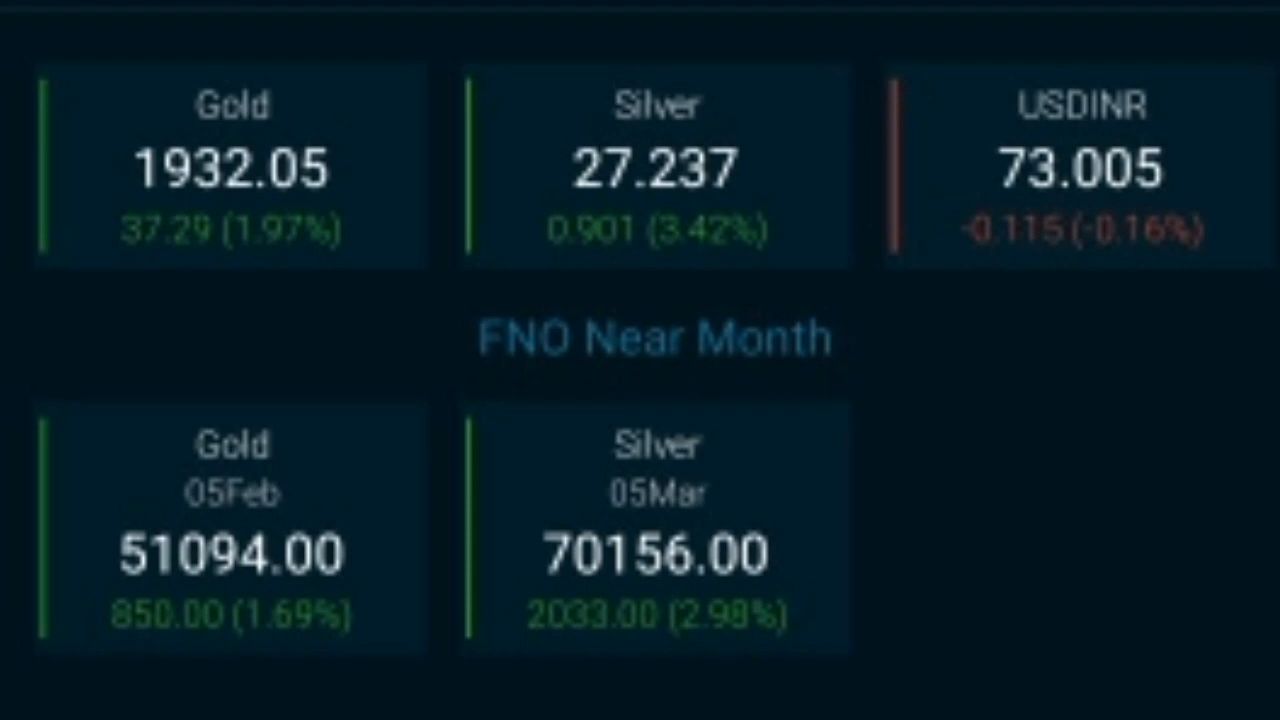 Gold
1932.05
37.29 (1.97%)
Silver
27.237
0.901 (3.42%)
USDINR
73.005
-0.115 (-0.16%)
FNO Near Month
Gold
05Feb
51094.00
850.00 (1.69%)
Silver
05Mar
70156.00
2033.00 (2.98%)